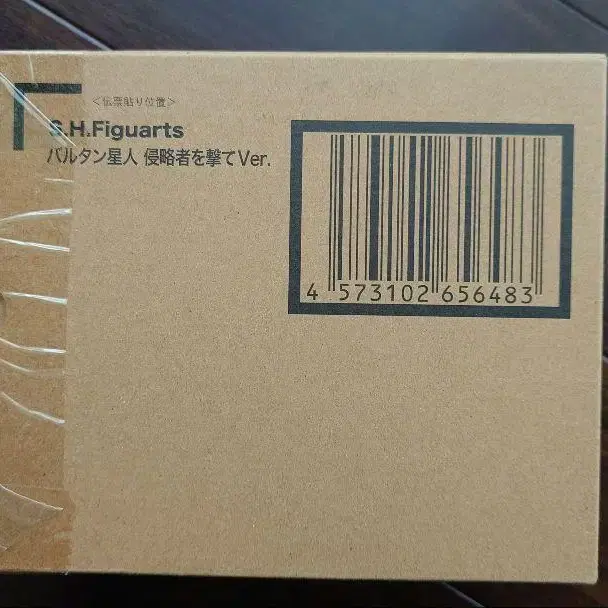 <伝票貼り位置>
S.H.Figuarts
バルタン星人 侵略者を撃てVer.
4 573102 656483